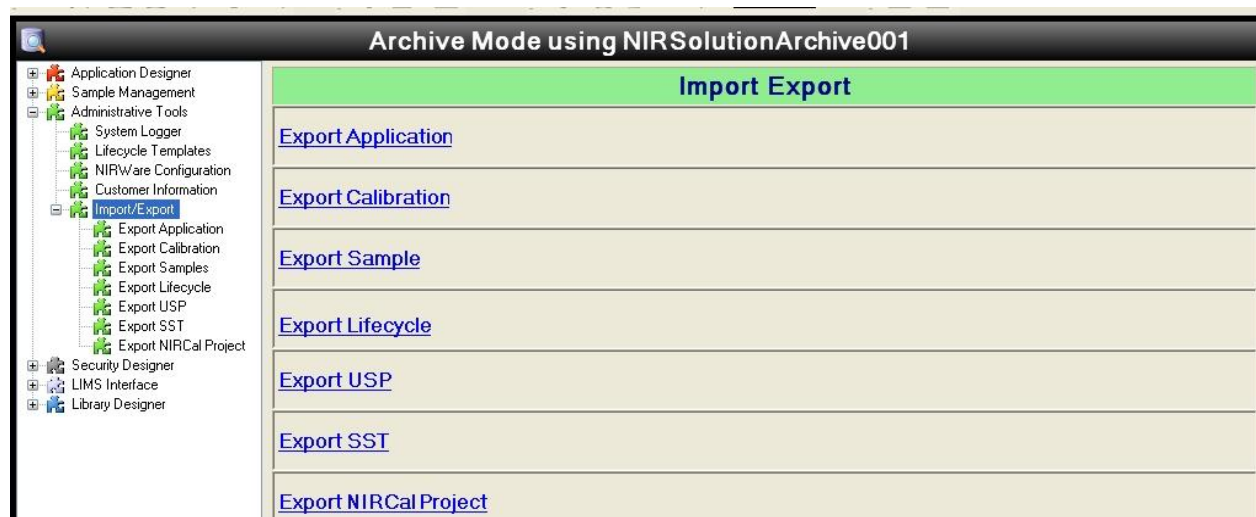 Archive Mode using NIRSolutionArchive001
Application Designer
Sample Management
Administrative Tools
System Logger
Lifecycle Templates
NIRWare Configuration
Customer Information
Import/Export
Export Application
Export Calibration
Export Samples
Export Lifecycle
Export USP
Export SST
Export NIRCal Project
Security Designer
LIMS Interface
Library Designer
Import Export
Export Application
Export Calibration
Export Sample
Export Lifecycle
Export USP
Export SST
Export NIRCal Project